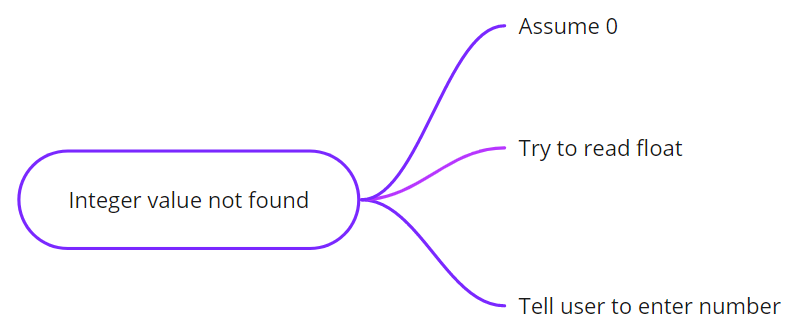 Assume 0
Try to read float
Integer value not found
Tell user to enter number